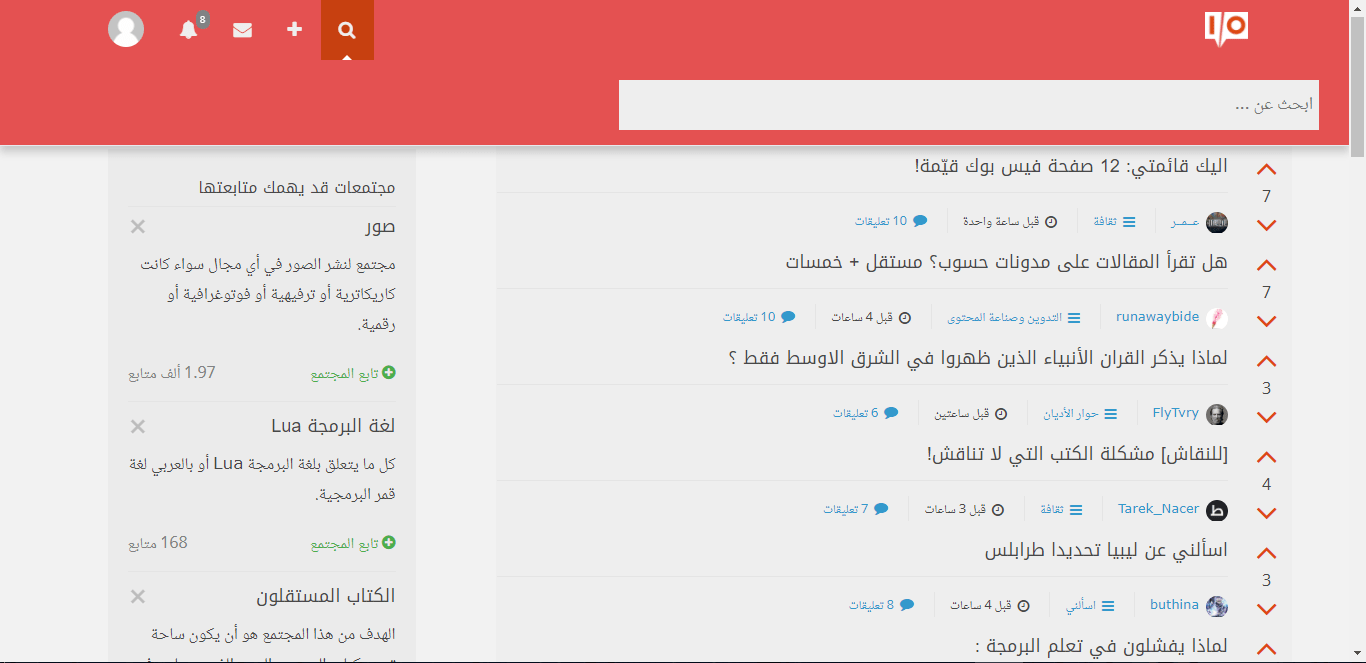 I/O
8
ابحث عن ...
اليك قائمتي: 12 صفحة فيس بوك قيّمة!
7
عـمـر
ثقافة
قبل ساعة واحدة
10 تعليقات
هل تقرأ المقالات على مدونات حسوب؟ مستقل + خمسات
7
runawaybide
التدوين وصناعة المحتوى
قبل 4 ساعات
10 تعليقات
لماذا يذكر القران الأنبياء الذين ظهروا في الشرق الاوسط فقط ؟
3
FlyTvry
حوار الأديان
قبل ساعتين
6 تعليقات
[للنقاش] مشكلة الكتب التي لا تناقش!
4
Tarek_Nacer
ثقافة
قبل 3 ساعات
7 تعليقات
اسألني عن ليبيا تحديدا طرابلس
3
buthina
اسألني
قبل 4 ساعات
8 تعليقات
لماذا يفشلون في تعلم البرمجة :
مجتمعات قد يهمك متابعتها
صور
مجتمع لنشر الصور في أي مجال سواء كانت
كاريكاترية أو ترفيهية أو فوتوغرافية أو
رقمية.
تابع المجتمع
1.97 ألف متابع
لغة البرمجة Lua
كل ما يتعلق بلغة البرمجة Lua أو بالعربي لغة
قمر البرمجية.
تابع المجتمع
168 متابع
الكتاب المستقلون
الهدف من هذا المجتمع هو أن يكون ساحة